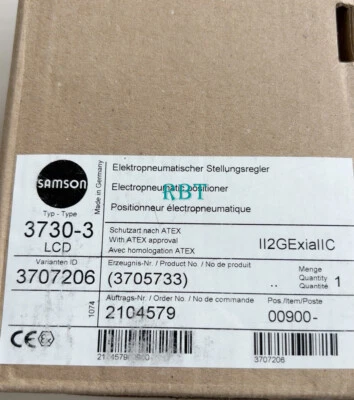 SAMSON
Typ - Type
3730-3
LCD
Varianten ID
3707206
Made in Germany
1074
Elektropneumatischer Stellungsregler
RBT
Electropneumatic positioner
Positionneur électropneumatique
Schutzart nach ATEX
With ATEX approval
Avec homologation ATEX
II2GExiaIIC
Erzeugnis-Nr. / Product No. / No de produit
(3705733)
Menge
Quantity
Quantité
1
Auftrags-Nr. / Order No. / No de commande
2104579
Pos./Item/Poste
00900-
CE
Ex
3707206